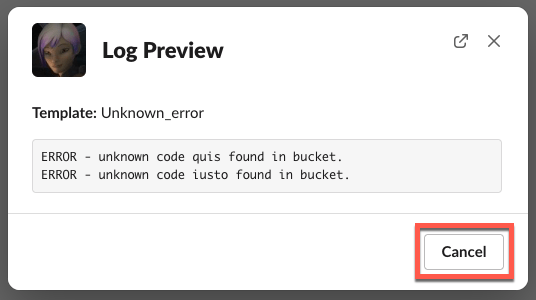 Log Preview
Template: Unknown_error
ERROR - unknown code quis found in bucket.
ERROR - unknown code iusto found in bucket.
Cancel